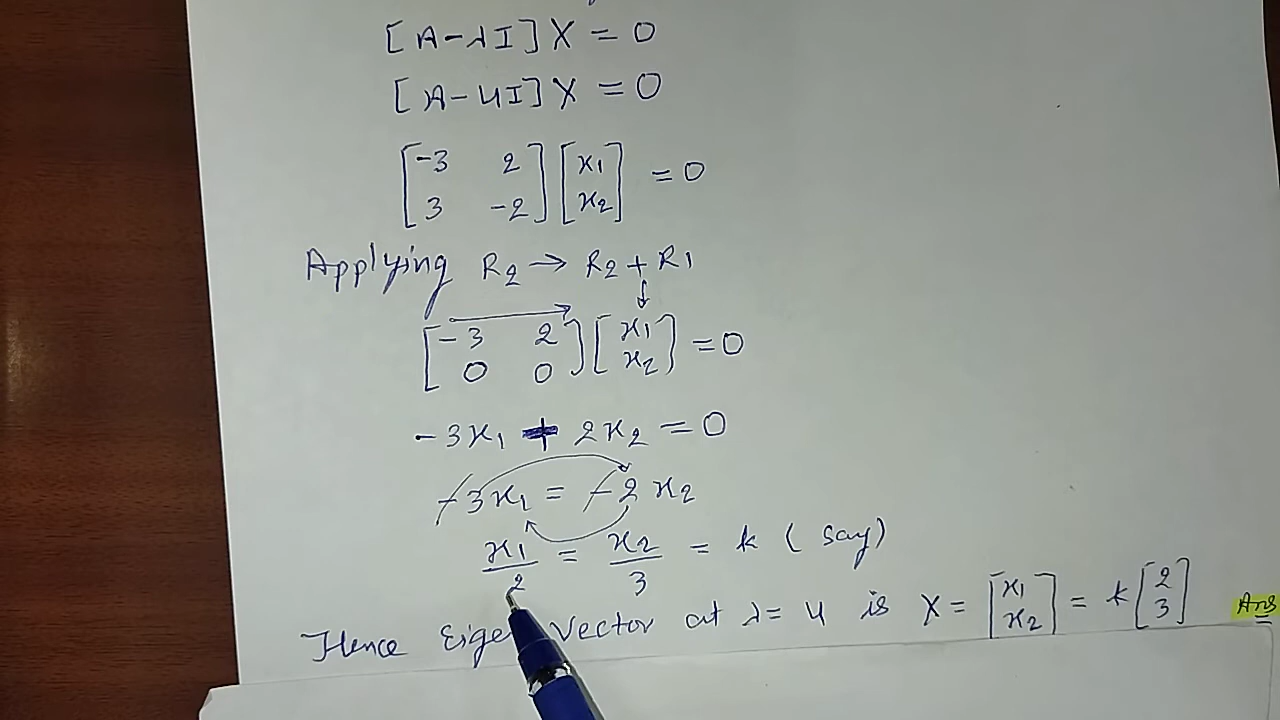 [A-λI]X = 0
[A-4I]X = 0
[-3 2
3 -2] [x1
x2] = 0
Applying R2 → R2 + R1
[-3 2
0 0] [x1
x2] = 0
-3x1 + 2x2 = 0
-3x1 = -2x2
x1/2 = x2/3 = k (say)
Hence Eigen Vector at λ = 4 is X = [x1
x2] = k [2
3] Ans